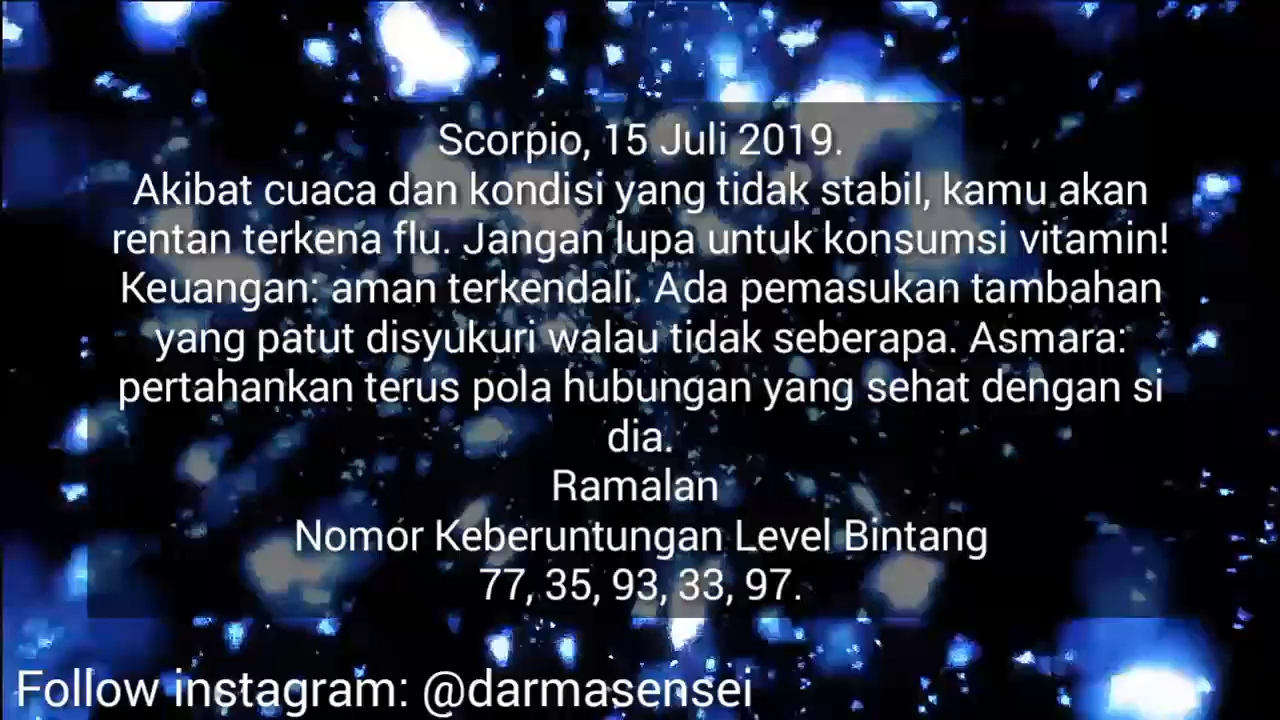 Scorpio, 15 Juli 2019.
Akibat cuaca dan kondisi yang tidak stabil, kamu akan
rentan terkena flu. Jangan lupa untuk konsumsi vitamin!
Keuangan: aman terkendali. Ada pemasukan tambahan
yang patut disyukuri walau tidak seberapa. Asmara:
pertahankan terus pola hubungan yang sehat dengan si
dia.
Ramalan
Nomor Keberuntungan Level Bintang
77, 35, 93, 33, 97.
Follow instagram: @darmasensei